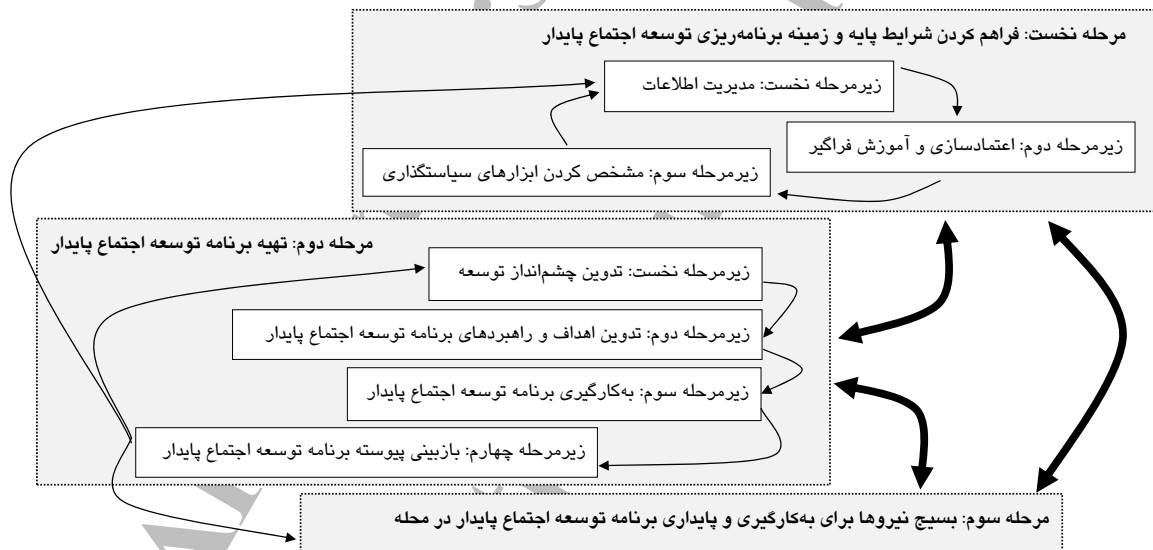 مرحله نخست: فراهم کردن شرایط پایه و زمینه برنامه‌ریزی توسعه اجتماع پایدار
زیرمرحله نخست: مدیریت اطلاعات
زیرمرحله دوم: اعتمادسازی و آموزش فراگیر
زیرمرحله سوم: مشخص کردن ابزارهای سیاستگذاری
مرحله دوم: تهیه برنامه توسعه اجتماع پایدار
زیرمرحله نخست: تدوین چشم‌انداز توسعه
زیرمرحله دوم: تدوین اهداف و راهبردهای برنامه توسعه اجتماع پایدار
زیرمرحله سوم: به‌کارگیری برنامه توسعه اجتماع پایدار
زیرمرحله چهارم: بازبینی پیوسته برنامه توسعه اجتماع پایدار
مرحله سوم: بسیج نیروها برای به‌کارگیری و پایداری برنامه توسعه اجتماع پایدار در محله